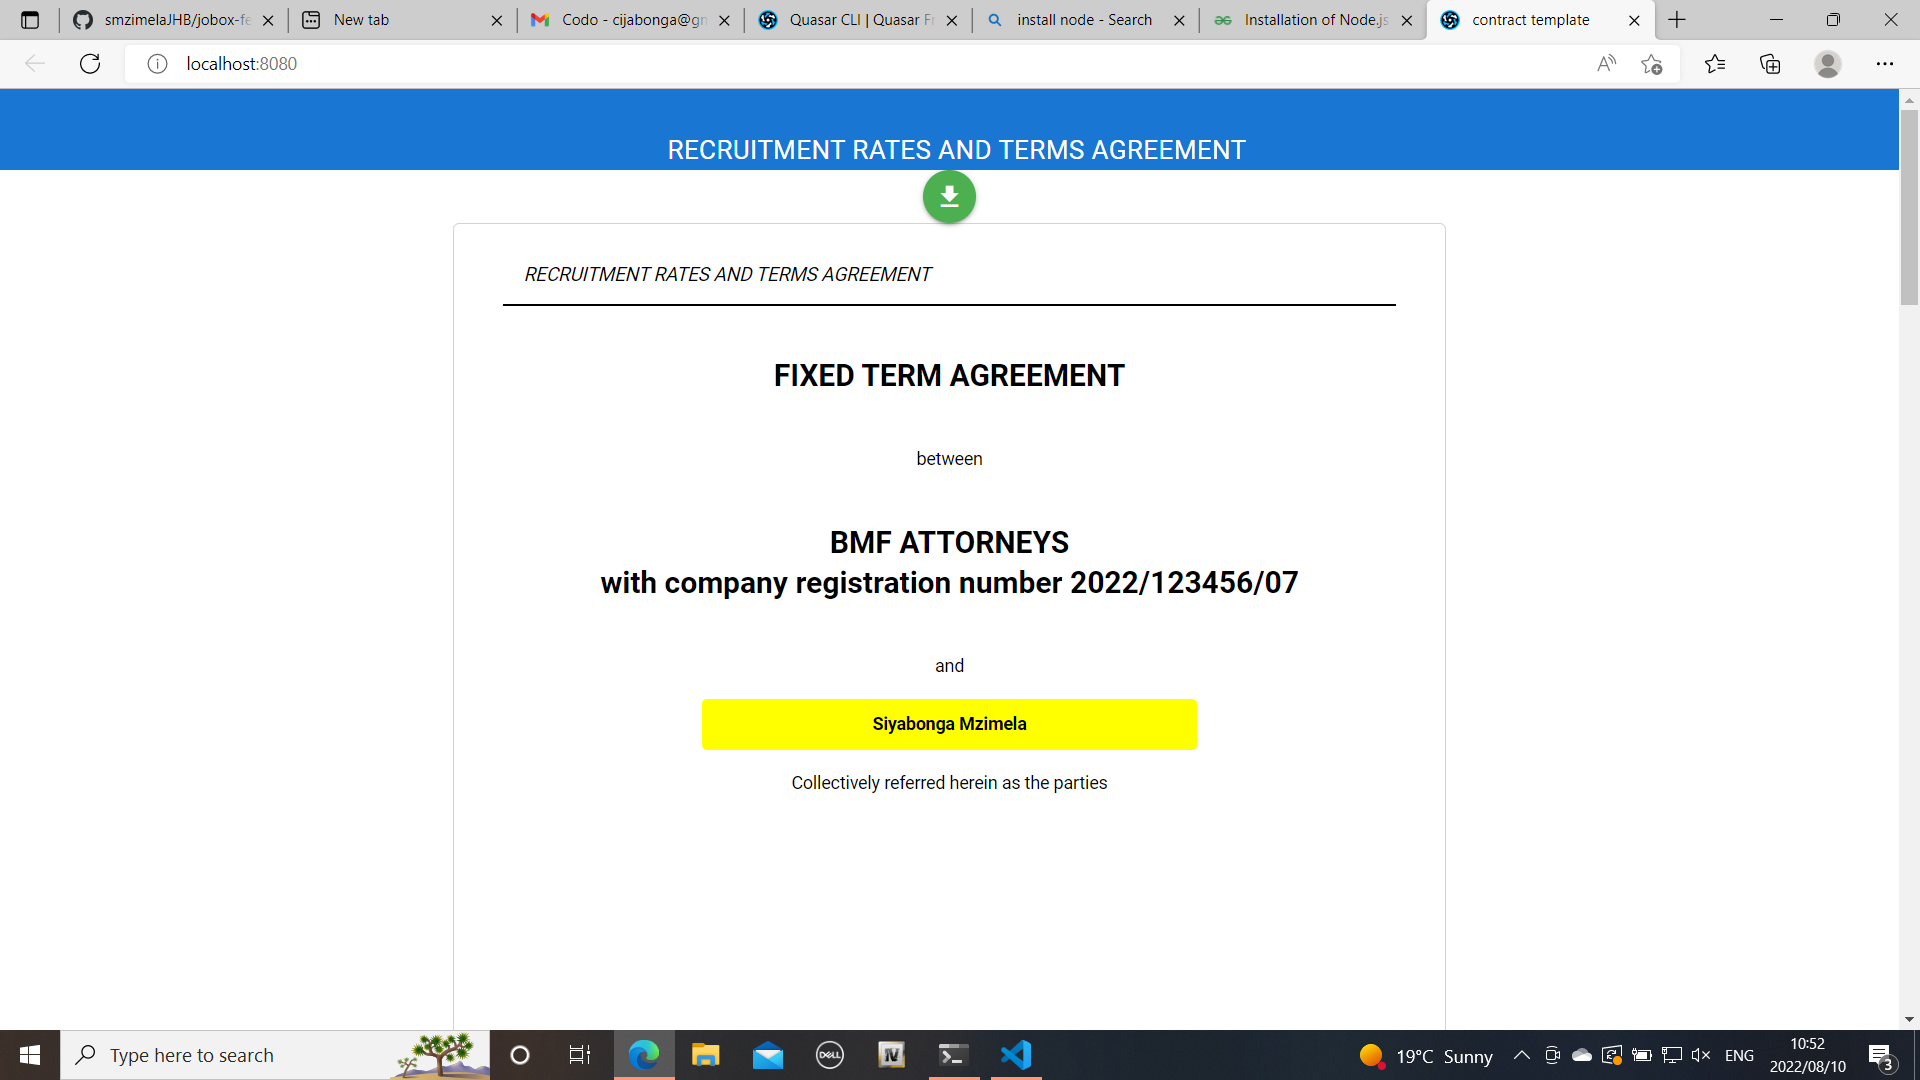 smzimelaJHB/jobox-fe
New tab
Codo - cijabonga@gm
Quasar CLI | Quasar Fr
install node - Search
Installation of Node.js
contract template
localhost:8080
RECRUITMENT RATES AND TERMS AGREEMENT
RECRUITMENT RATES AND TERMS AGREEMENT
FIXED TERM AGREEMENT
between
BMF ATTORNEYS
with company registration number 2022/123456/07
and
Siyabonga Mzimela
Collectively referred herein as the parties
Type here to search
DELL
19°C Sunny
ENG
10:52
2022/08/10
3